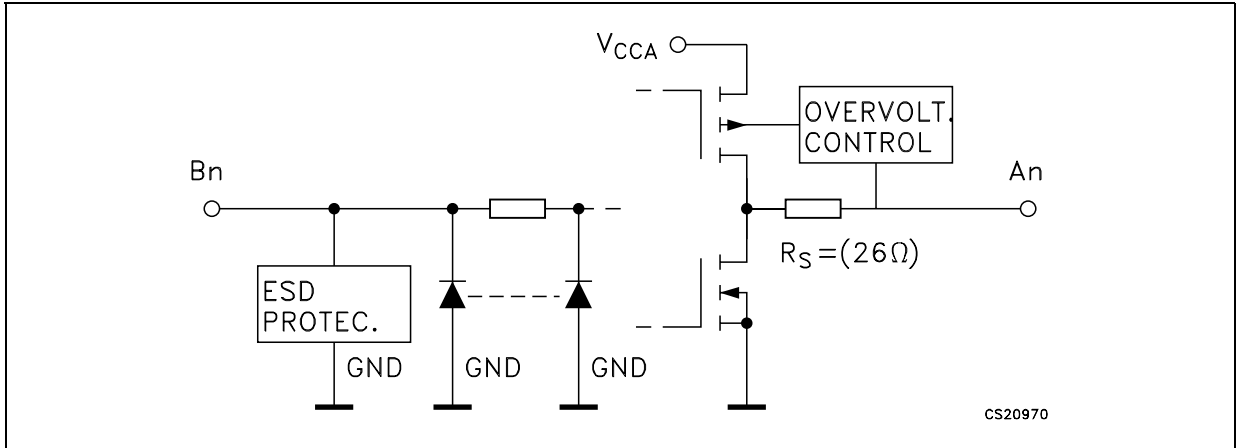 VCCA
OVERVOLT.
CONTROL
Bn
An
RS=(26Ω)
ESD
PROTEC.
GND
GND
GND
CS20970